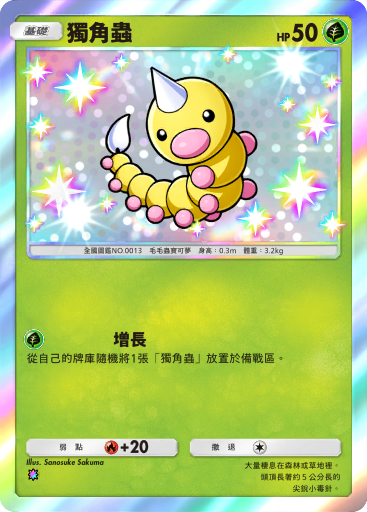 基礎
獨角蟲
HP 50
全國圖鑑NO.0013 毛毛蟲寶可夢 身高：0.3m 體重：3.2kg
增長
從自己的牌庫隨機將1張「獨角蟲」放置於備戰區。
弱點 +20 撤退
Illus. Sanosuke Sakuma
大量棲息在森林或草地裡。
頭頂長著約５公分長的
尖銳小毒針。